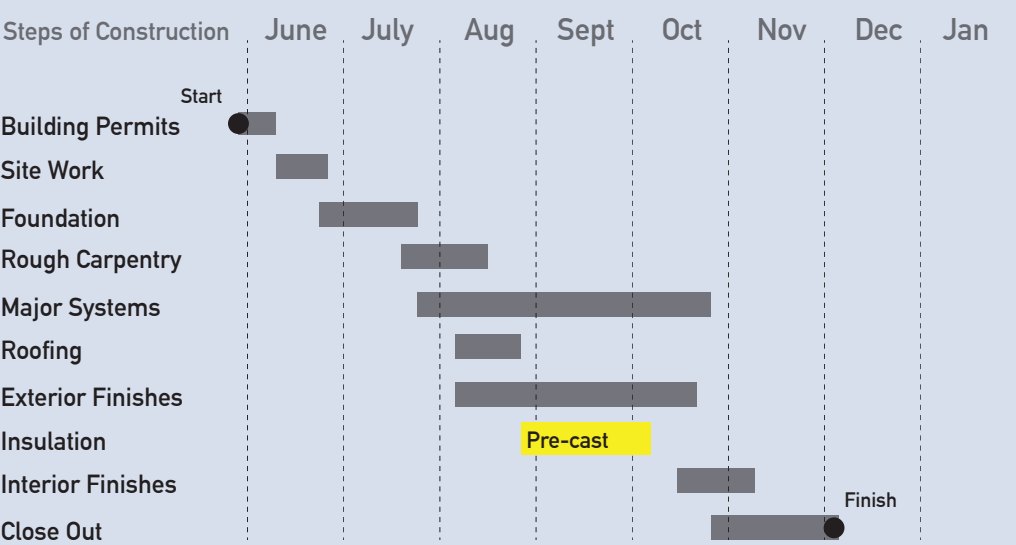 Steps of Construction June July Aug Sept Oct Nov Dec Jan
Start
Building Permits
Site Work
Foundation
Rough Carpentry
Major Systems
Roofing
Exterior Finishes
Insulation Pre-cast
Interior Finishes
Finish
Close Out